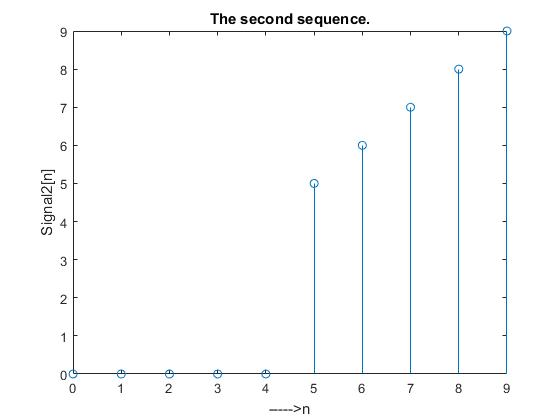 The second sequence.
9
8
7
6
5
4
3
2
1
0
Signal2[n]
0 1 2 3 4 5 6 7 8 9
----->n